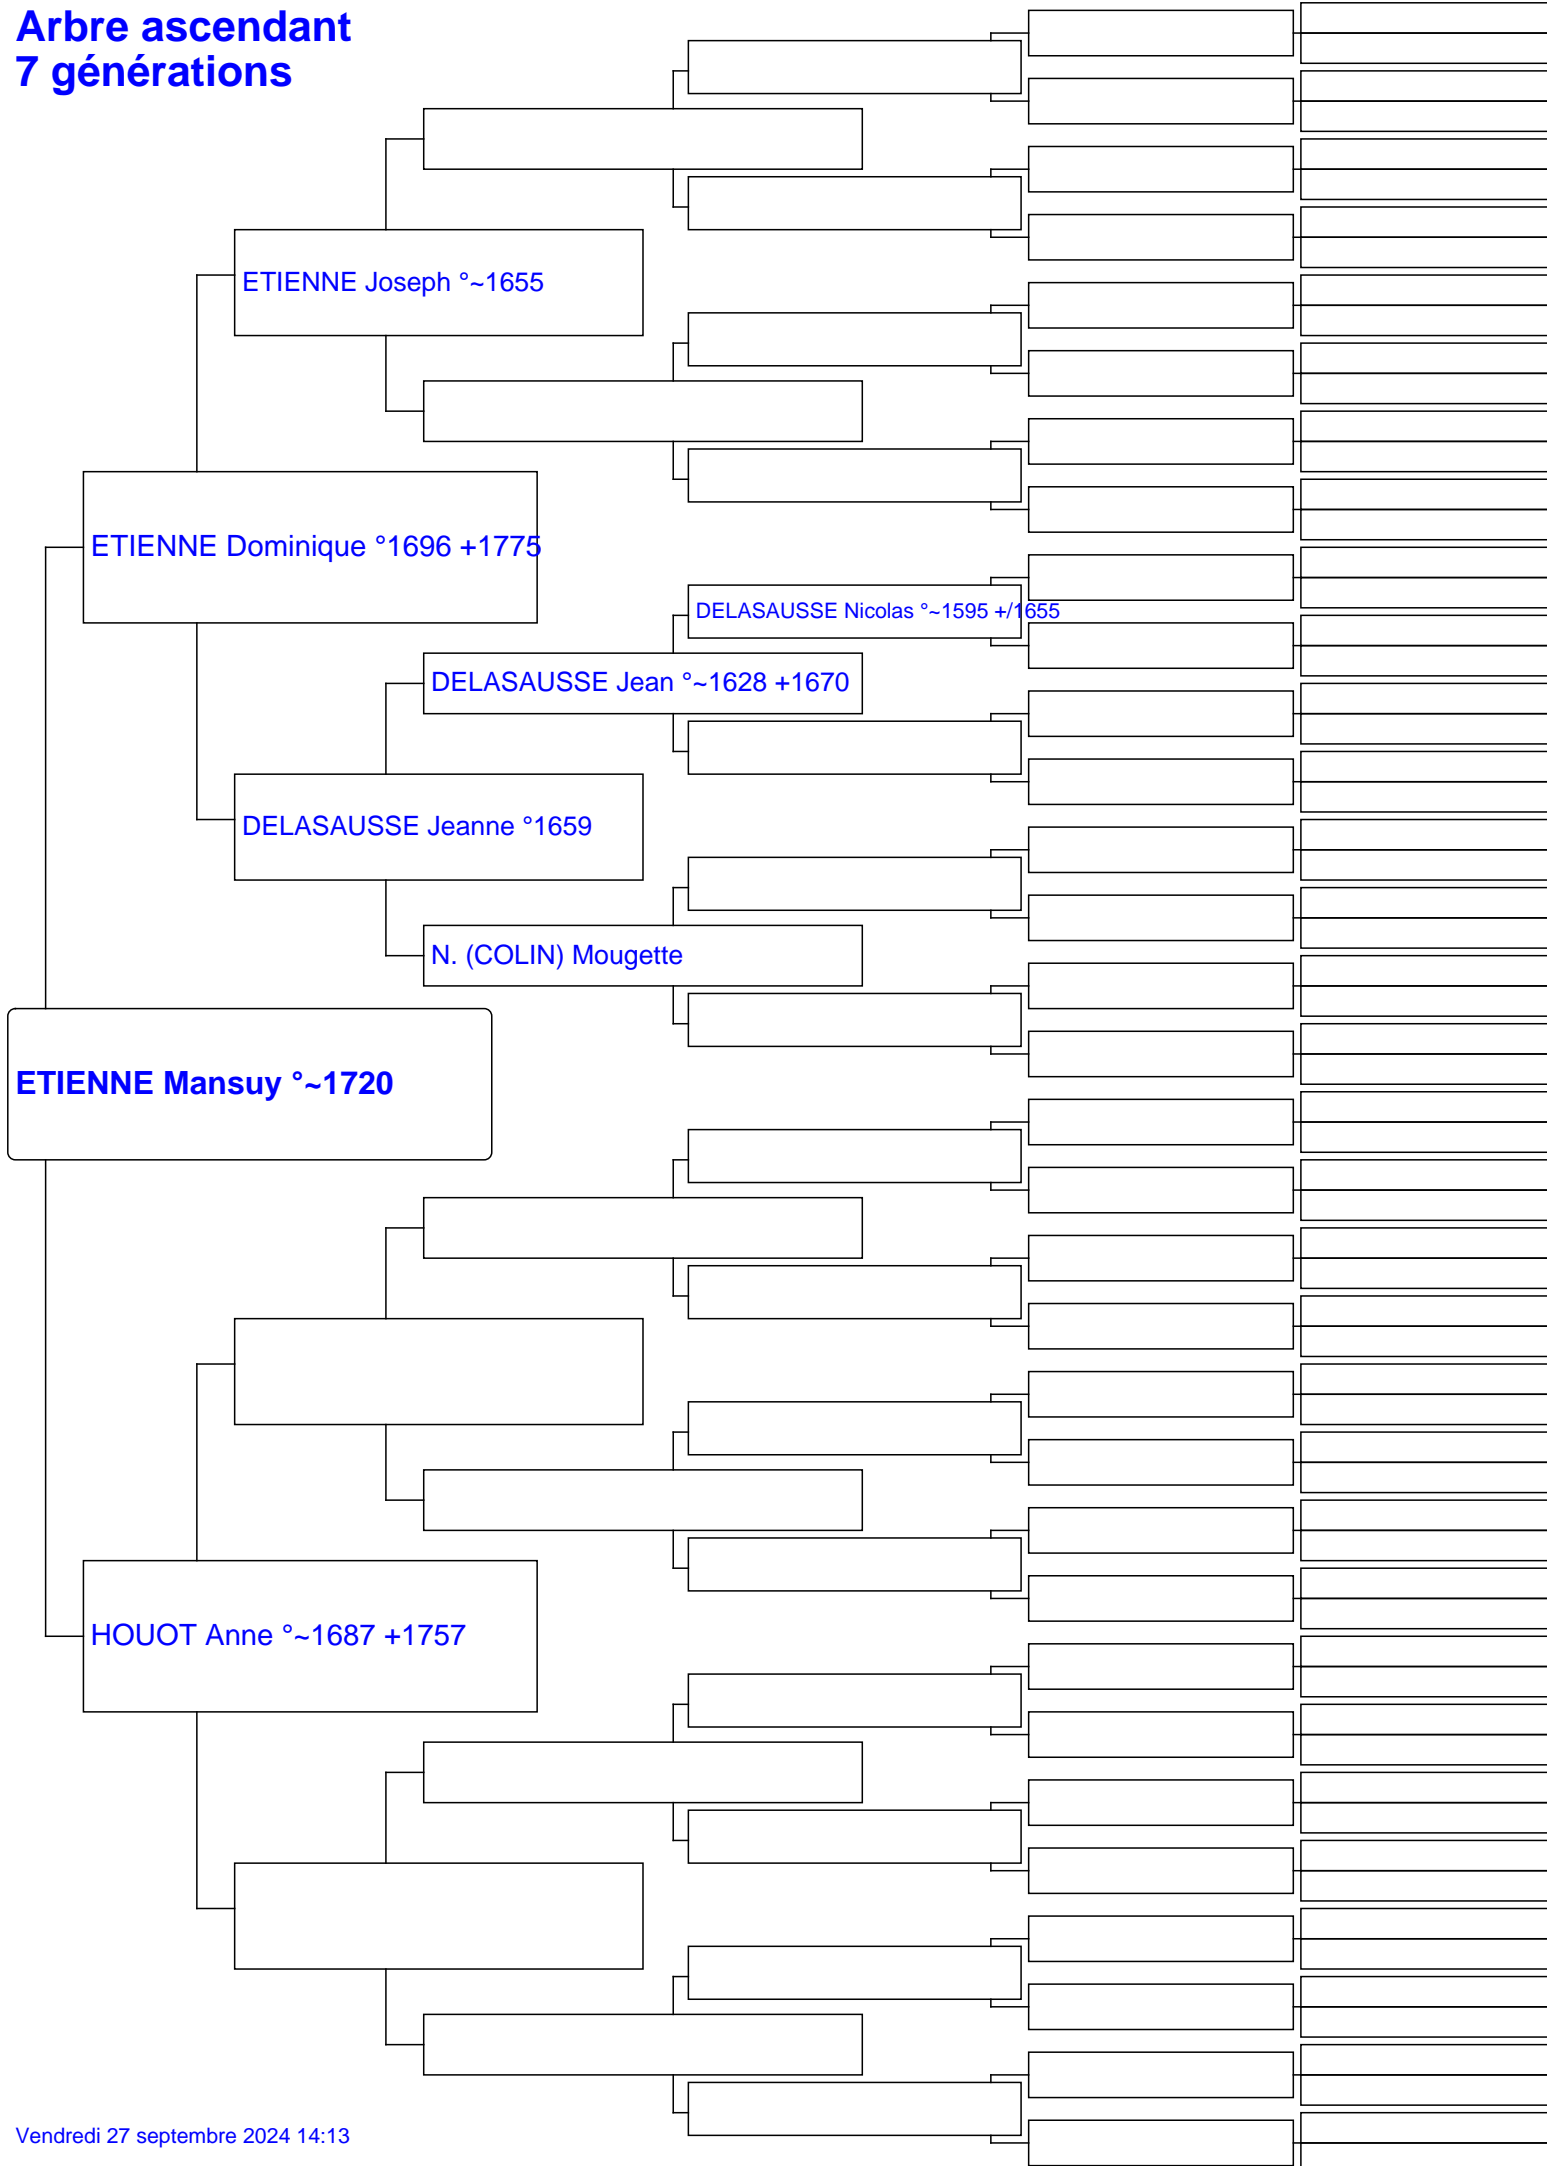 Arbre ascendant
7 générations
ETIENNE Joseph °~1655
ETIENNE Dominique °1696 +1775
DELASAUSSE Nicolas °~1595 +/1655
DELASAUSSE Jean °~1628 +1670
DELASAUSSE Jeanne °1659
N. (COLIN) Mougette
ETIENNE Mansuy °~1720
HOUOT Anne °~1687 +1757
Vendredi 27 septembre 2024 14:13